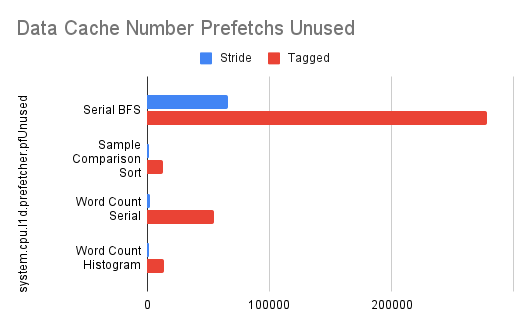 Data Cache Number Prefetchs Unused
Stride
Tagged
system.cpu.l1d.prefetcher.pfUnused
Serial BFS
Sample
Comparison
Sort
Word Count
Serial
Word Count
Histogram
0
100000
200000